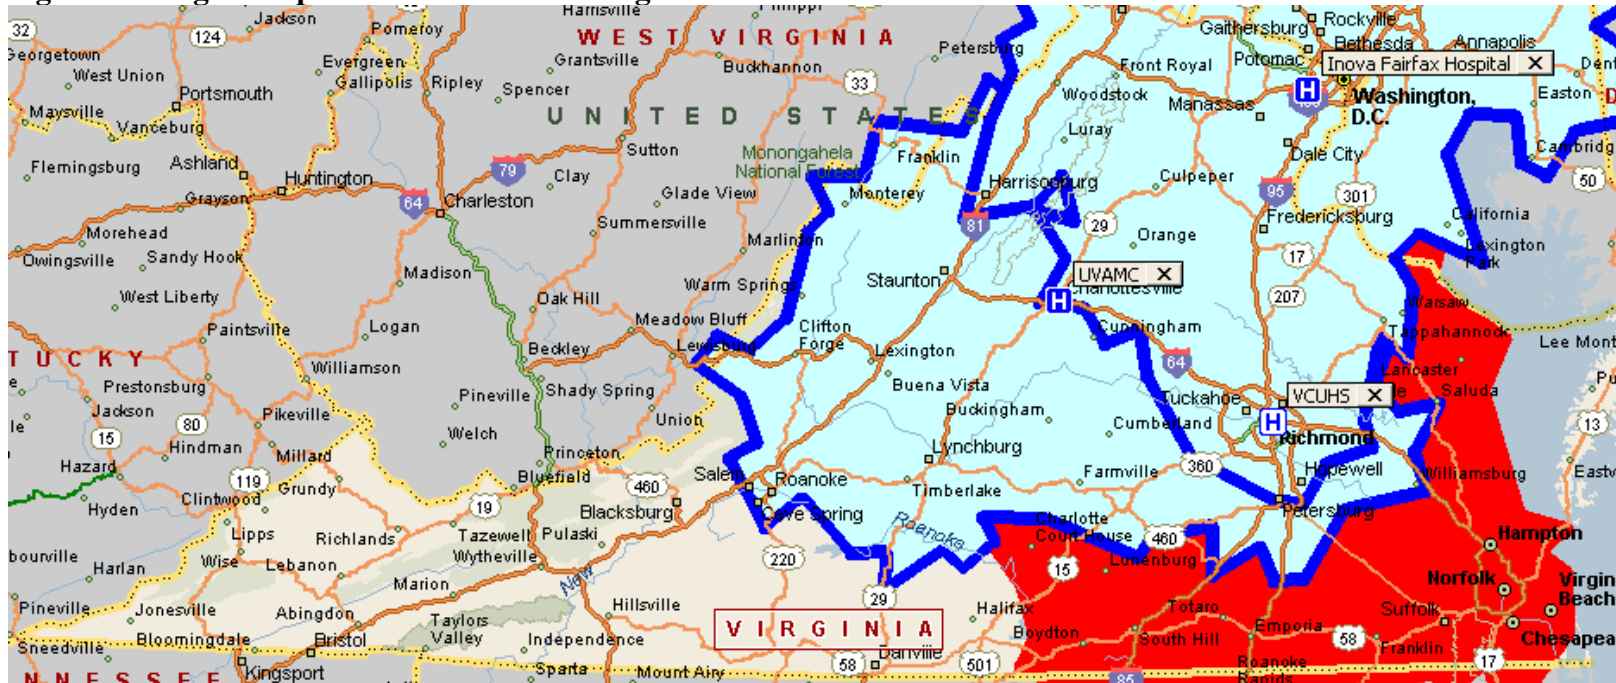 32
Jackson
Pomeroy
Harrisville
Gaithersburg
Rockville
124
WEST VIRGINIA
Petersburg
Bethesda
Annapolis
Georgetown
Evergreen
Grantsville
Buckhannon
Front Royal
Potomac
Inova Fairfax Hospital
West Union
Gallipolis
Ripley
33
H
Portsmouth
Spencer
Woodstock
Manassas
Washington,
D.C.
Easton
Maysville
UNITED STATES
Vanceburg
Luray
Sutton
Monongahela
National Forest
Franklin
Dale City
Cambridg
Flemingsburg
Ashland
Huntington
79
Clay
Harrisonburg
Culpeper
95
50
Grayson
64
Charleston
Glade View
Monterey
301
Summersville
81
29
Fredericksburg
California
Morehead
Marlinton
Orange
Lexington
Park
Owingsville
Sandy Hook
Madison
17
Staunton
UVAMC
Warm Springs
H
Charlottesville
West Liberty
Oak Hill
207
Warsaw
Paintsville
Logan
Meadow Bluff
Clifton
Forge
Cunningham
Tappahannock
TUCKY
Beckley
Lewisburg
Lexington
64
Lee Mont
Williamson
Lancaster
Prestonsburg
Pineville
Shady Spring
Buena Vista
VCUHS
Saluda
Jackson
Pikeville
Union
Buckingham
Tuckahoe
80
Cumberland
H
13
15
Hindman
Welch
Richmond
Hazard
Millard
Princeton
Lynchburg
Salem
Roanoke
Farmville
360
Hopewell
Williamsburg
119
Grundy
Bluefield
460
Timberlake
Clintwood
19
Blacksburg
Cave Spring
Petersburg
Hyden
Roanoke
Charlotte
Court House
Lipps
Richlands
Tazewell
Pulaski
460
Hampton
Wise
Lebanon
Wytheville
220
15
Lunenburg
Harlan
Marion
New
Norfolk
Virgin
Beach
Pineville
Jonesville
Abingdon
Taylors
Valley
Hillsville
29
Halifax
Totaro
Suffolk
Bloomingdale
Bristol
Independence
VIRGINIA
Boydton
South Hill
Emporia
58
Franklin
Chesapea
Sneedville
Kingsport
Sparta
Mount Airy
58
Danville
501
85
Roanoke
Rapids
17
NNESSEE